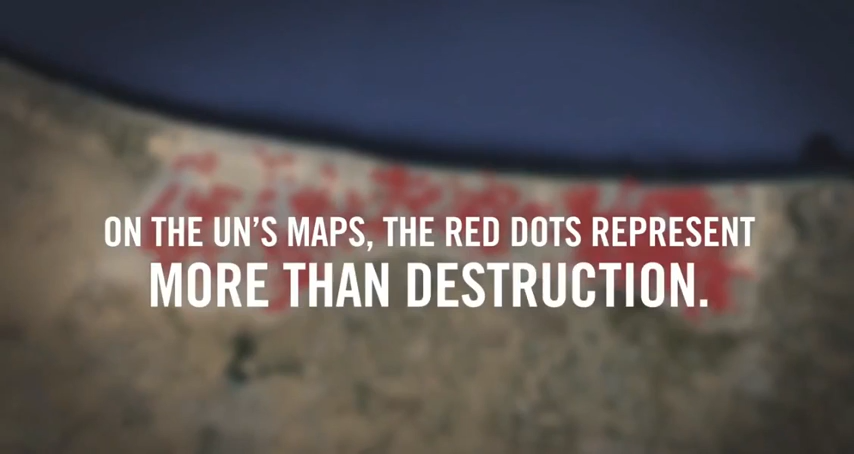 ON THE UN'S MAPS, THE RED DOTS REPRESENT
MORE THAN DESTRUCTION.